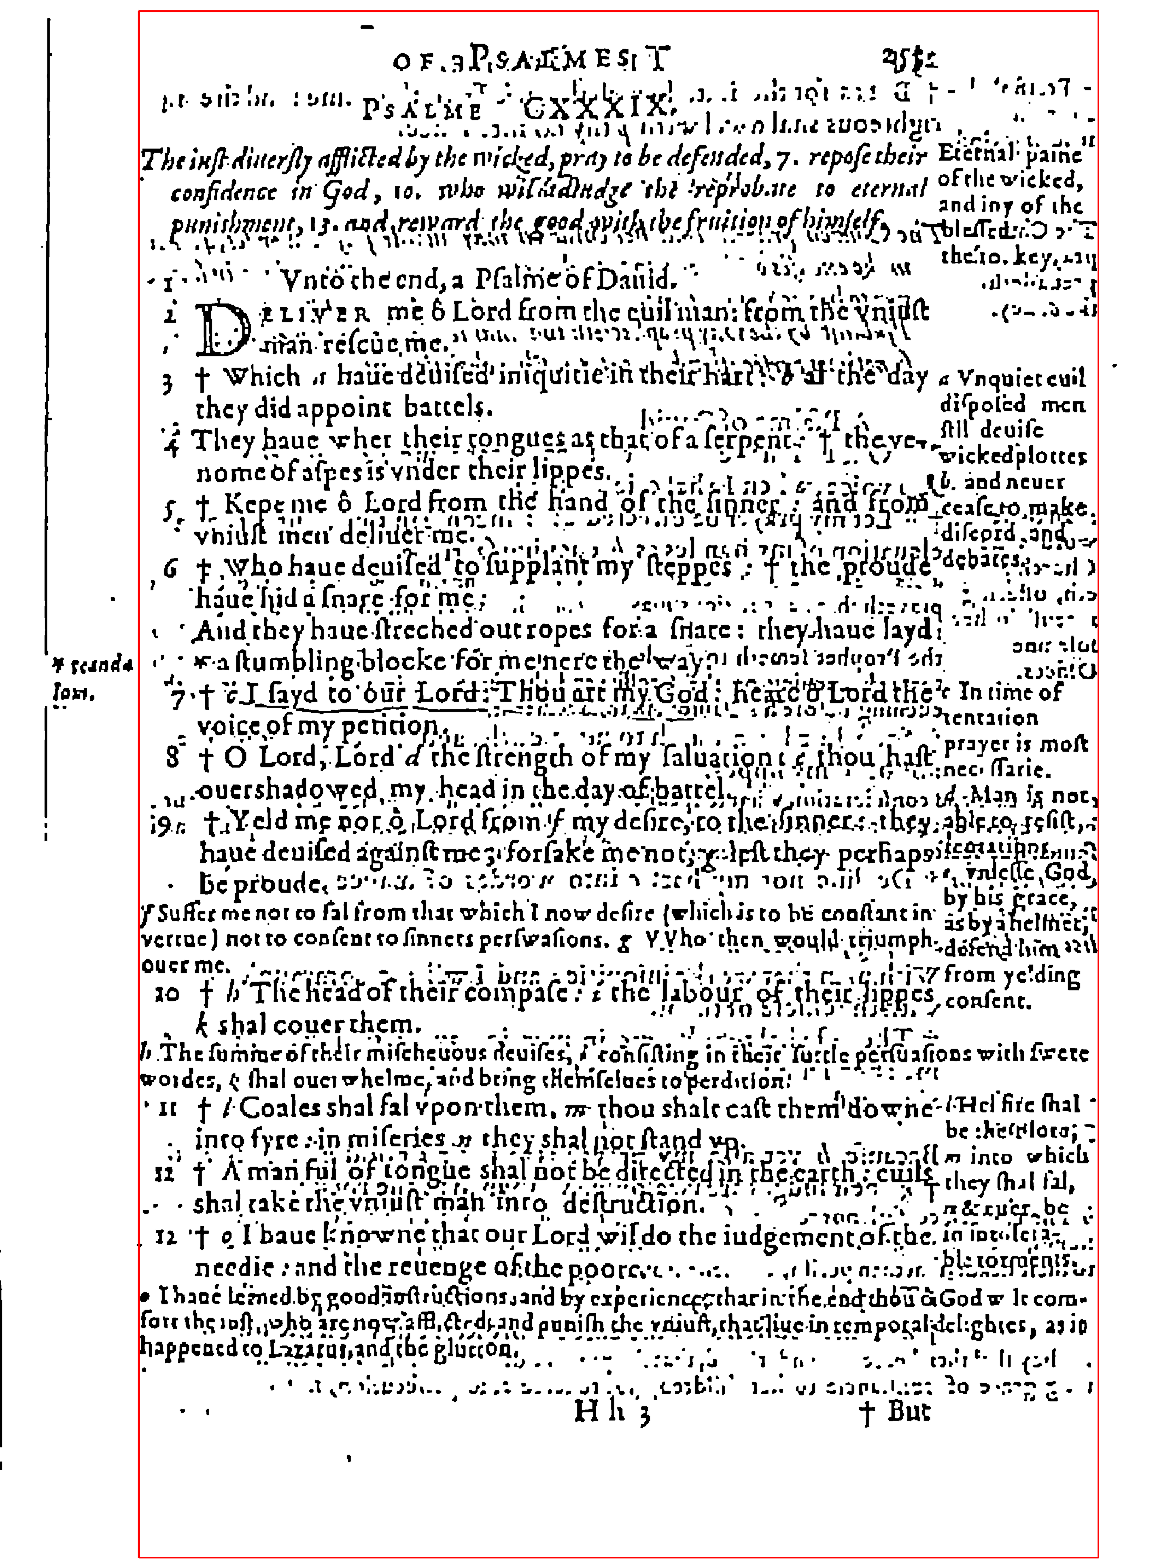 OF PSALMES
PSALME CXXXIX.
The iust diuersly afflicted by the wicked, pray to be defended, 7. repose their
confidence in God, 10. who wil adiudge the reprobate to eternal
punishment, 13. and reward the good with the fruition of himself.
Eternal paine
of the wicked,
and ioy of the
blessed.
the 10. key.
1 Vnto the end, a Psalme of Dauid.
2 DELIVER me ô Lord from the euil man: from the vniust
man rescue me.
3 † Which a haue deuised iniquitie in their hart: b al the day
they did appoint battels.
4 They haue whet their tongues as that of a serpent: † the ve-
nome of aspes is vnder their lippes.
5 † Kepe me ô Lord from the hand of the sinner: and from
vniust men deliuer me.
6 † Who haue deuised to supplant my steppes: † the proude
haue hid a snare for me:
And they haue streched out ropes for a snare: they haue layd
a stumbling blocke for me nere the way.
a Vnquiet euil
disposed men
stil deuise
wicked plottes
b. and neuer
cease to make
discord, and
debates.
scanda
lum.
7 † c I sayd to our Lord: Thou art my God: heare ô Lord the
voice of my petition.
8 † O Lord, Lord d the strength of my saluation: e thou hast
ouershadowed my head in the day of battel.
9 † Yeld me not ô Lord from f my desire, to the sinner: they
haue deuised against me; forsake me not, g lest they perhaps
be proude.
c In time of
tentation
prayer is most
necessarie.
d Man is not
able to resist,
tentations
e vnlesse God
by his grace,
as by a helmet,
defend him
from yelding
consent.
f Suffer me not to fal from that which I now desire (which is to be constant in
vertue) not to consent to sinners perswasions. g VVho then would triumph
ouer me.
10 † h The head of their compasse: i the labour of their lippes
k shal couer them.
h The summe of their mischeuous deuises, i consisting in their suttle persuasions with swete
wordes, k shal ouerwhelme, and bring themselues to perdition.
11 † l Coales shal fal vpon them, m thou shalt cast them downe
into fyre: in miseries n they shal not stand vp.
12 † A man ful of tongue shal not be directed in the earth: euils
shal take the vniust man into destruction.
12 † o I haue knowne that our Lord wil do the iudgement of the
needie: and the reuenge of the poore.
l Hel fire shal
be their lote;
m into which
they shal fal,
n & euer be
in intolera-
ble torments.
o I haue lerned by good instructions, and by experience, that in the end thou ô God wilt com-
fort the iust, who are now afflicted, and punish the vniust, that liue in temporal delightes, as it
happened to Lazarus, and the glutton.
H h 3 † But